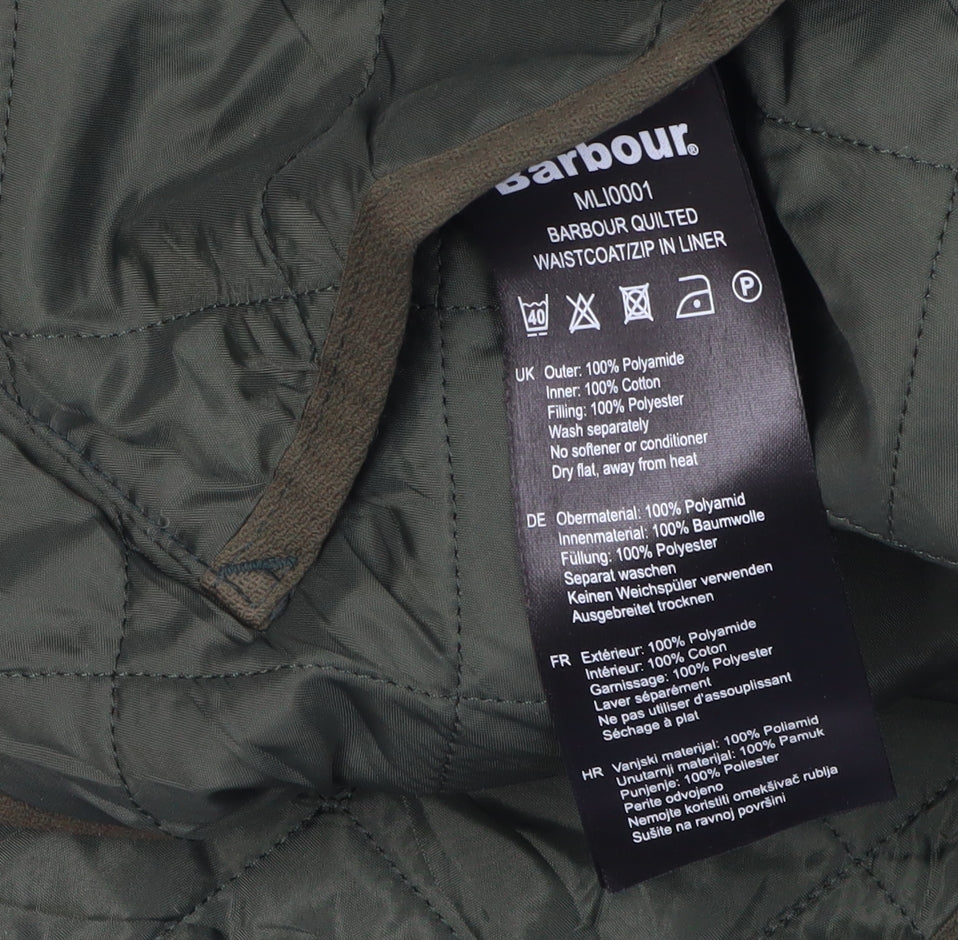 Barbour®
MLI0001
BARBOUR QUILTED
WAISTCOAT/ZIP IN LINER
40 P
UK Outer: 100% Polyamide
Inner: 100% Cotton
Filling: 100% Polyester
Wash separately
No softener or conditioner
Dry flat, away from heat
DE Obermaterial: 100% Polyamid
Innenmaterial: 100% Baumwolle
Füllung: 100% Polyester
Separat waschen
Keinen Weichspüler verwenden
Ausgebreitet trocknen
FR Extérieur: 100% Polyamide
Intérieur: 100% Coton
Garnissage: 100% Polyester
Laver séparément
Ne pas utiliser d'assouplissant
Séchage à plat
HR Vanjski materijal: 100% Poliamid
Unutarnji materijal: 100% Pamuk
Punjenje: 100% Poliester
Perite odvojeno
Nemojte koristiti omekšivač rublja
Sušite na ravnoj površini